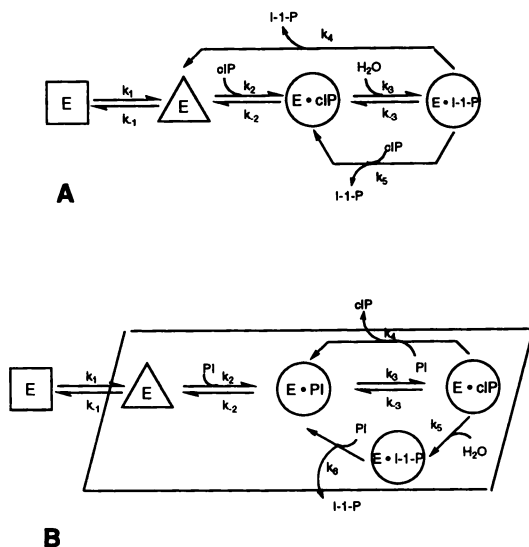 I-1-P
k4
cIP
H2O
E
k1
k-1
E
k2
k-2
E • cIP
k3
k-3
E • I-1-P
cIP
k5
I-1-P
A
cIP
k4
PI
E
k1
k-1
E
PI
k2
k-2
E • PI
k3
k-3
E • cIP
PI
k5
H2O
E • I-1-P
k6
I-1-P
B